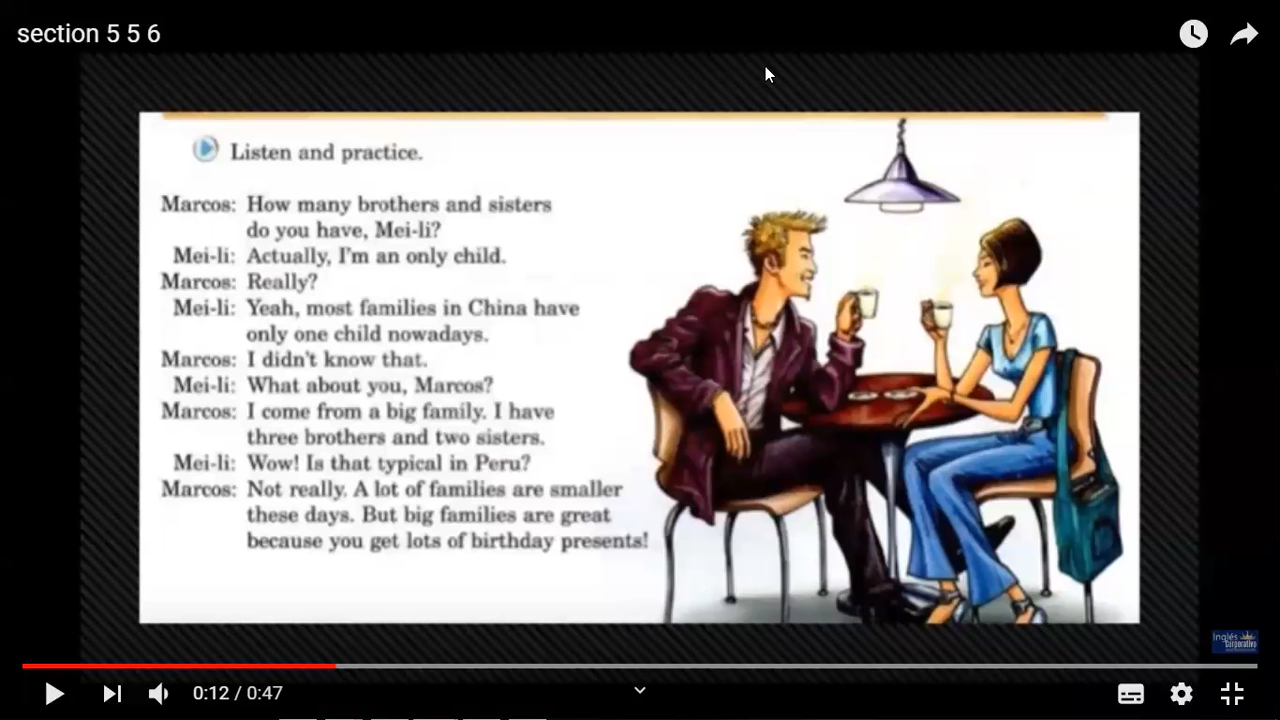 section 5 5 6
Listen and practice.
Marcos: How many brothers and sisters
do you have, Mei-li?
Mei-li: Actually, I'm an only child.
Marcos: Really?
Mei-li: Yeah, most families in China have
only one child nowadays.
Marcos: I didn't know that.
Mei-li: What about you, Marcos?
Marcos: I come from a big family. I have
three brothers and two sisters.
Mei-li: Wow! Is that typical in Peru?
Marcos: Not really. A lot of families are smaller
these days. But big families are great
because you get lots of birthday presents!
Inglés
Corporativo
0:12 / 0:47